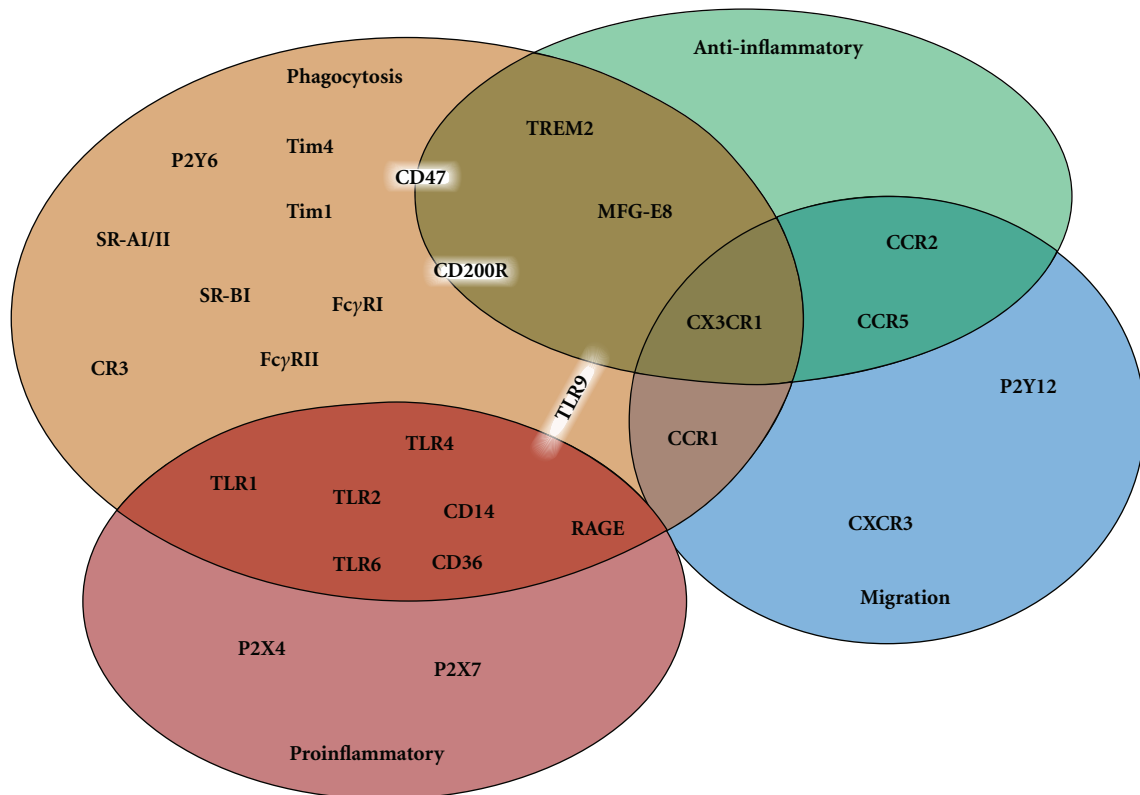 Anti-inflammatory
Phagocytosis
TREM2
Tim4
P2Y6
CD47
Tim1
MFG-E8
SR-AI/II
CCR2
CD200R
SR-BI
FcγRI
CX3CR1
CCR5
FcγRII
CR3
P2Y12
TLR9
CCR1
TLR4
TLR1
TLR2
CD14
RAGE
CXCR3
TLR6
CD36
Migration
P2X4
P2X7
Proinflammatory